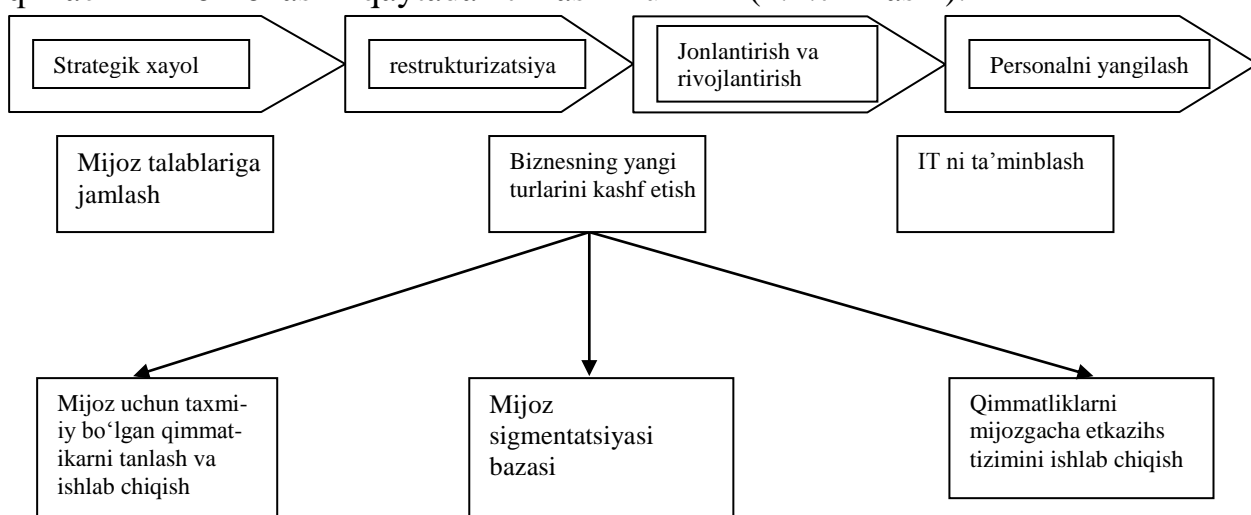 Strategik xayol
restrukturizatsiya
Jonlantirish va
rivojlantirish
Personalni yangilash
Mijoz talablariga
jamlash
Biznesning yangi
turlarini kashf etish
IT ni ta’minblash
Mijoz uchun taxmi-
iy bo‘lgan qimmat-
ikarni tanlash va
ishlab chiqish
Mijoz
sigmentatsiyasi
bazasi
Qimmatliklarni
mijozgacha etkazihs
tizimini ishlab chiqish